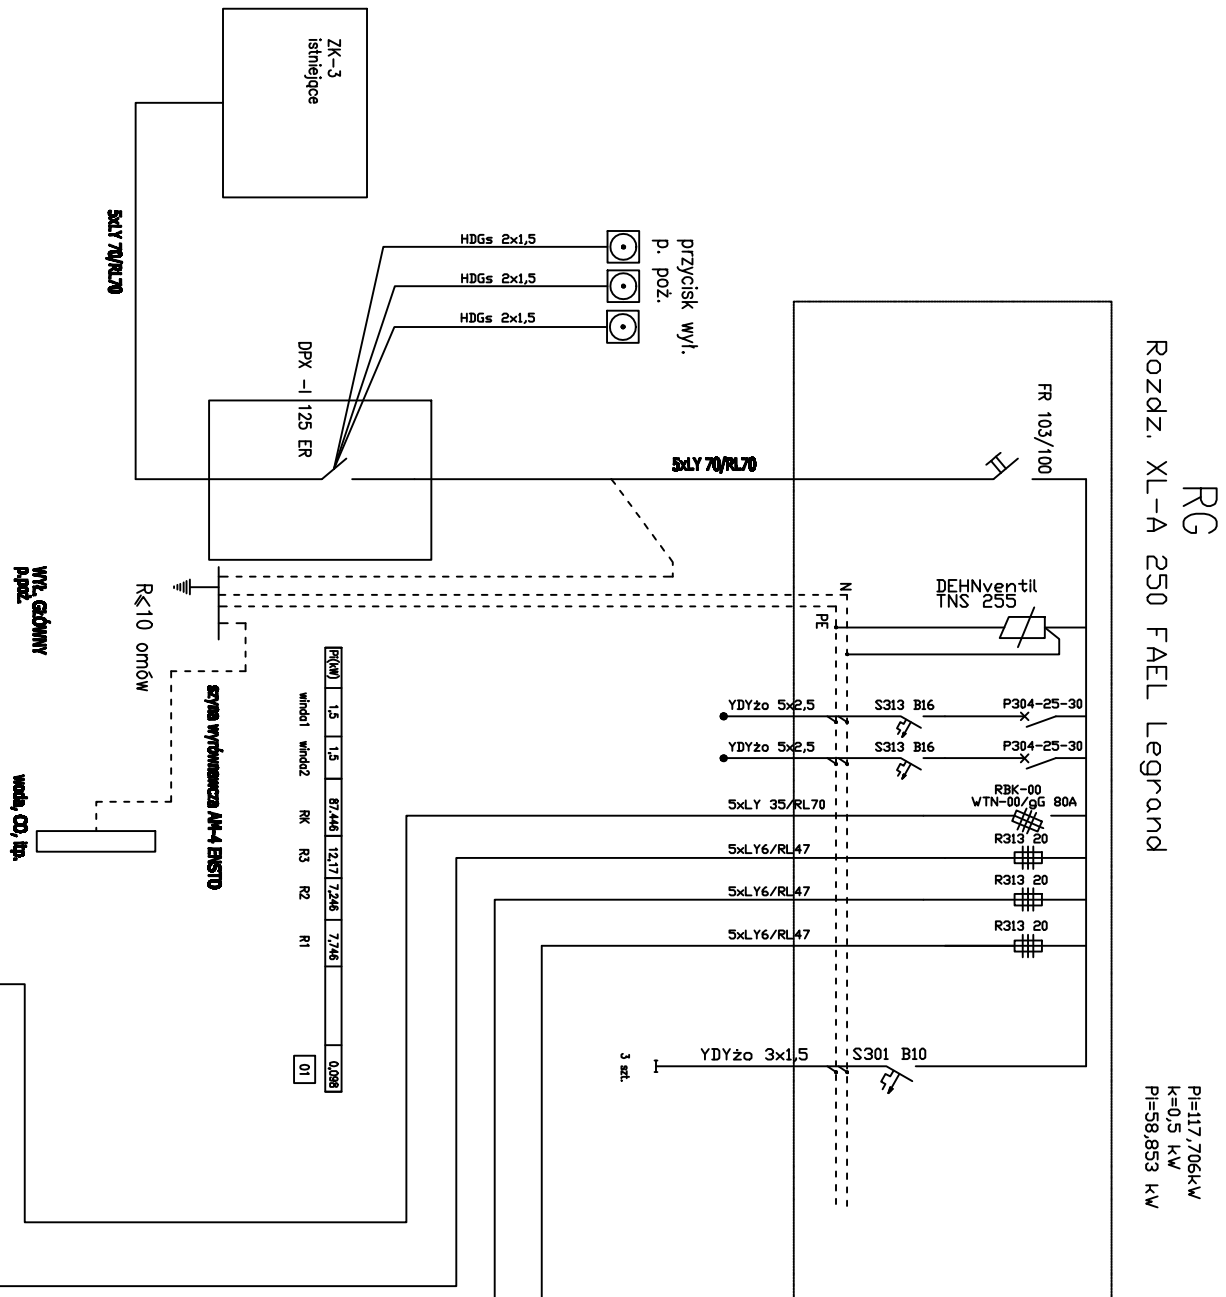 RG
Rozdz. XL-A 250 FAEL Legrand
Pi=117,706kW
k=0,5 kW
Pi=58,853 kW
ZK-3
istniejące
5xLY 70/RL70
HDGs 2x1,5
HDGs 2x1,5
HDGs 2x1,5
przycisk wył.
p. poż.
DPX -I 125 ER
5xLY 70/RL70
FR 103/100
DEHNventil
TNS 255
N
PE
YDYżo 5x2,5
S313 B16
P304-25-30
YDYżo 5x2,5
S313 B16
P304-25-30
RBK-00
WTN-00/gG 80A
5xLY 35/RL70
R313 20
5xLY6/RL47
R313 20
5xLY6/RL47
R313 20
5xLY6/RL47
YDYżo 3x1,5
S301 B10
3 szt.
WYŁ. GŁÓWNY
p.poż.
R≤10 omów
szyna wyrównawcza AM-4 ENSTO
woda, CO, itp.
Pi(kW) 1,5 1,5 87.446 12,17 7,246 7,746 0,098
winda1 winda2 RK R3 R2 R1 01